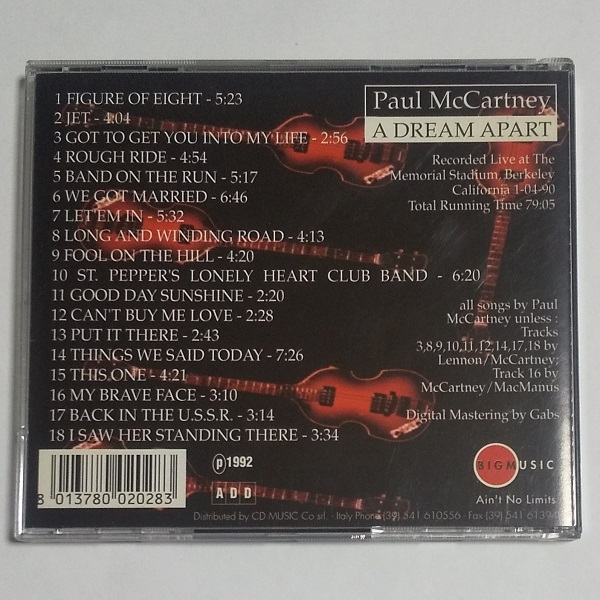 1 FIGURE OF EIGHT - 5:23
2 JET - 4:04
3 GOT TO GET YOU INTO MY LIFE - 2:56
4 ROUGH RIDE - 4:54
5 BAND ON THE RUN - 5:17
6 WE GOT MARRIED - 6:46
7 LET'EM IN - 5:32
8 LONG AND WINDING ROAD - 4:13
9 FOOL ON THE HILL - 4:20
10 ST. PEPPER'S LONELY HEART CLUB BAND - 6:20
11 GOOD DAY SUNSHINE - 2:20
12 CAN'T BUY ME LOVE - 2:28
13 PUT IT THERE - 2:43
14 THINGS WE SAID TODAY - 7:26
15 THIS ONE - 4:21
16 MY BRAVE FACE - 3:10
17 BACK IN THE U.S.S.R. - 3:14
18 I SAW HER STANDING THERE - 3:34
Paul McCartney
A DREAM APART
Recorded Live at The
Memorial Stadium, Berkeley
California 1-04-90
Total Running Time 79:05
all songs by Paul
McCartney unless :
Tracks
3,8,9,10,11,12,14,17,18 by
Lennon/McCartney;
Track 16 by
McCartney/MacManus
Digital Mastering by Gabs
BIGMUSIC
Ain't No Limits
8 013780 020283
℗1992
A D D
Distributed by CD MUSIC Co srl. - Italy Phone (39) 541 610556 - Fax (39) 541